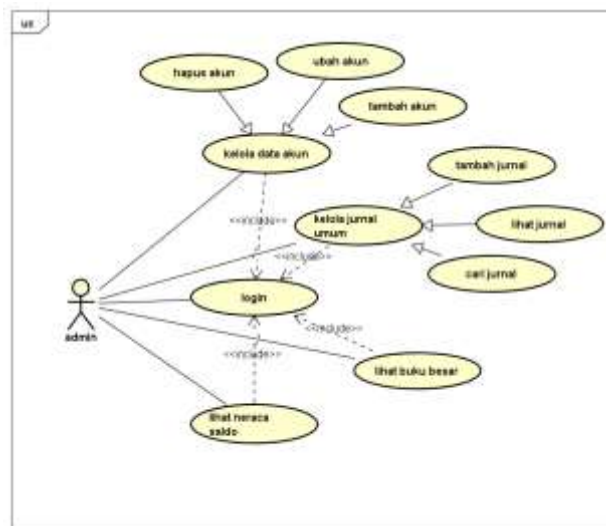 uc
ubah akun
hapus akun
tambah akun
kelola data akun
tambah jurnal
<<include>>
kelola jurnal
umum
lihat jurnal
<<include>>
cari jurnal
login
admin
<<include>>
<<include>>
lihat buku besar
lihat neraca
saldo